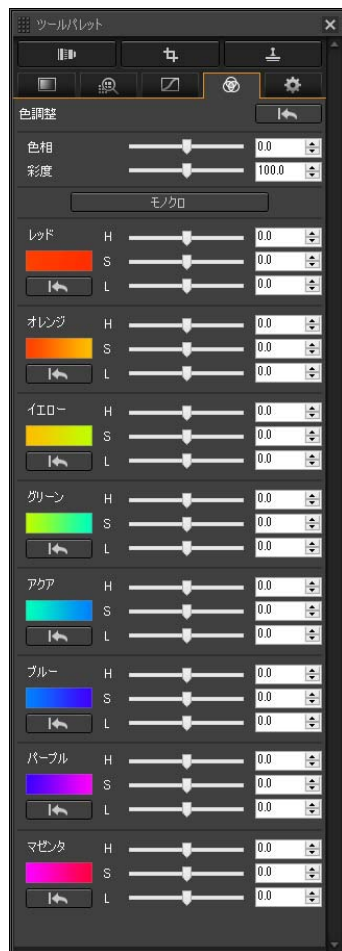 ツールパレット
色調整
色相 0.0
彩度 100.0
モノクロ
レッド H 0.0
S 0.0
L 0.0
オレンジ H 0.0
S 0.0
L 0.0
イエロー H 0.0
S 0.0
L 0.0
グリーン H 0.0
S 0.0
L 0.0
アクア H 0.0
S 0.0
L 0.0
ブルー H 0.0
S 0.0
L 0.0
パープル H 0.0
S 0.0
L 0.0
マゼンタ H 0.0
S 0.0
L 0.0